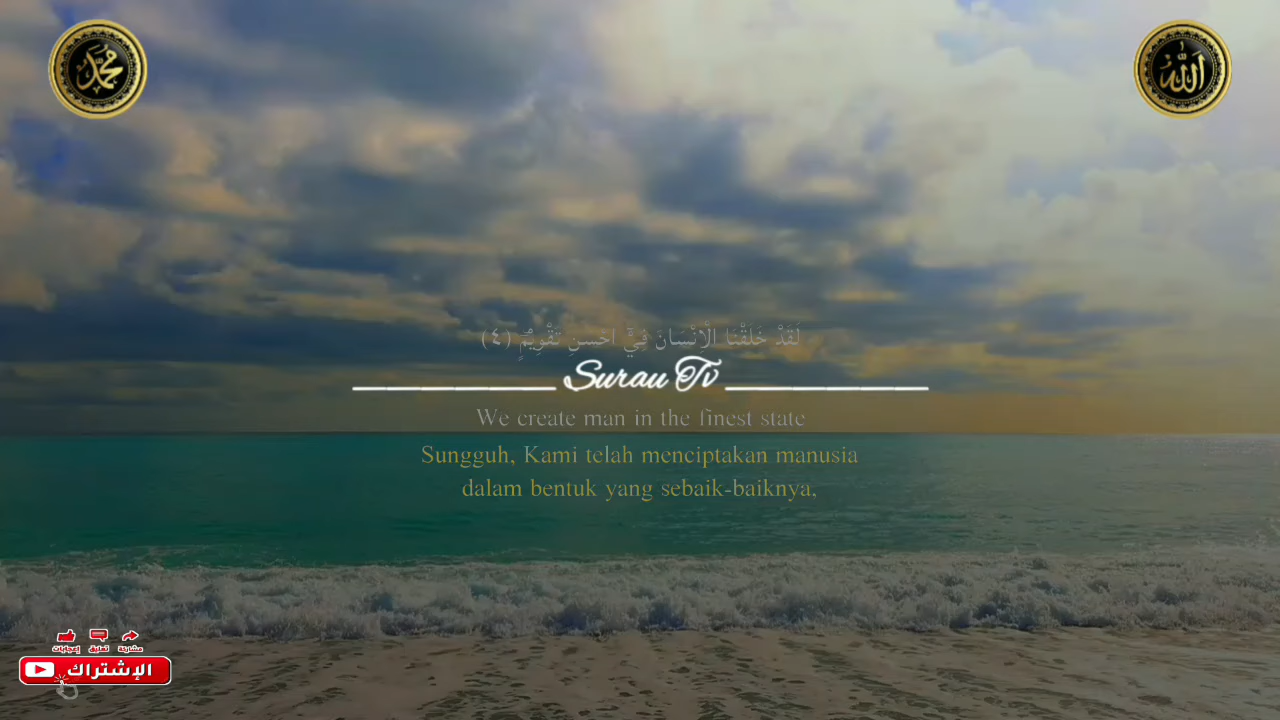 محمد
الله
لَقَدْ خَلَقْنَا الْاِنْسَانَ فِيْٓ اَحْسَنِ تَقْوِيْمٍۖ (٤)
Surau Tv
We create man in the finest state
Sungguh, Kami telah menciptakan manusia
dalam bentuk yang sebaik-baiknya,
إعجابات تعليق مشاركة
الإشتراك